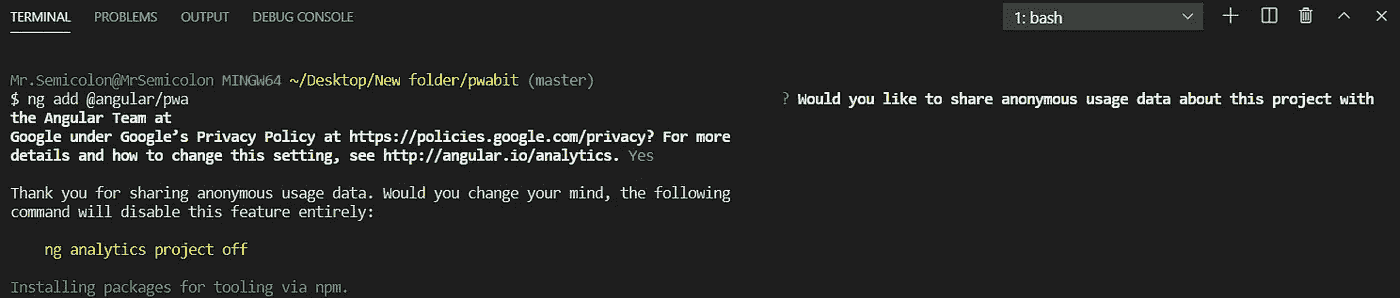 TERMINAL PROBLEMS OUTPUT DEBUG CONSOLE 1: bash
Mr.Semicolon@MrSemicolon MINGW64 ~/Desktop/New folder/pwabit (master)
$ ng add @angular/pwa ? Would you like to share anonymous usage data about this project with
the Angular Team at
Google under Google’s Privacy Policy at https://policies.google.com/privacy? For more
details and how to change this setting, see http://angular.io/analytics. Yes
Thank you for sharing anonymous usage data. Would you change your mind, the following
command will disable this feature entirely:
ng analytics project off
Installing packages for tooling via npm.